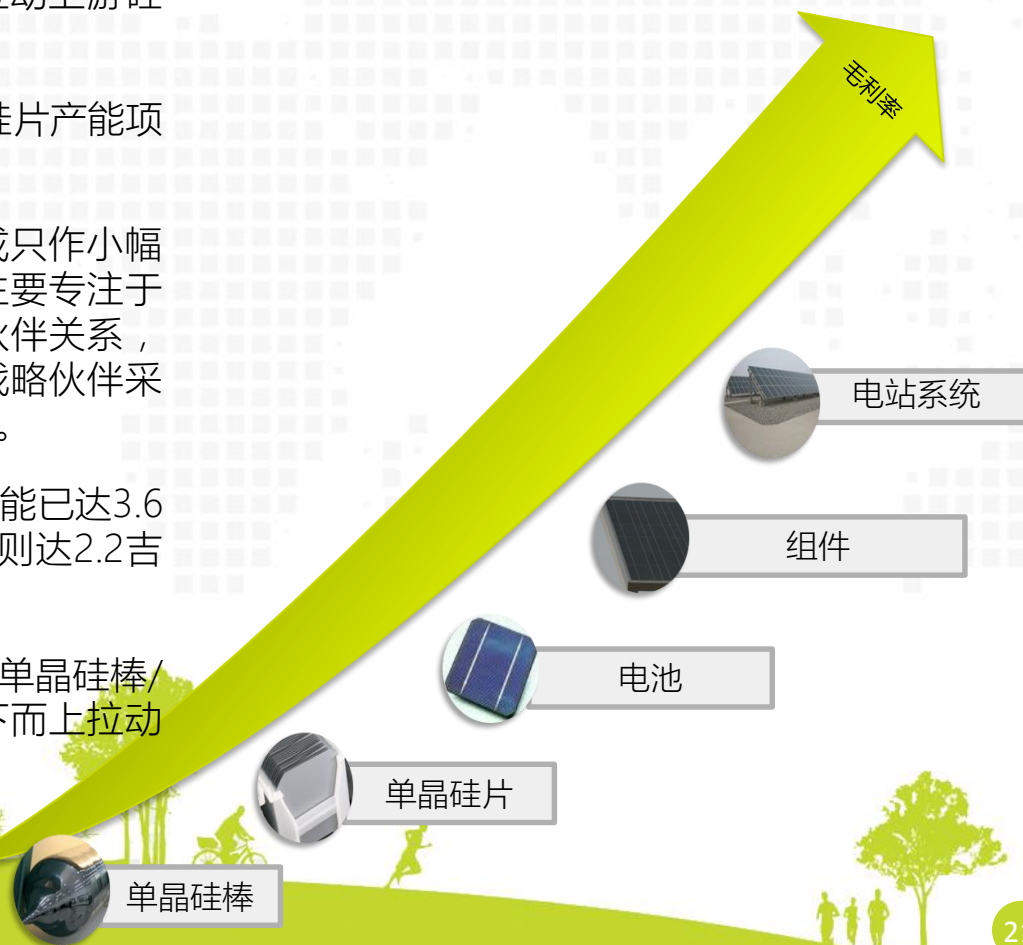 硅片产能项
或只作小幅
主要专注于
伙伴关系，
战略伙伴采
。
能已达3.6
则达2.2吉
单晶硅棒/
下而上拉动
毛利率
电站系统
组件
电池
单晶硅片
单晶硅棒
2